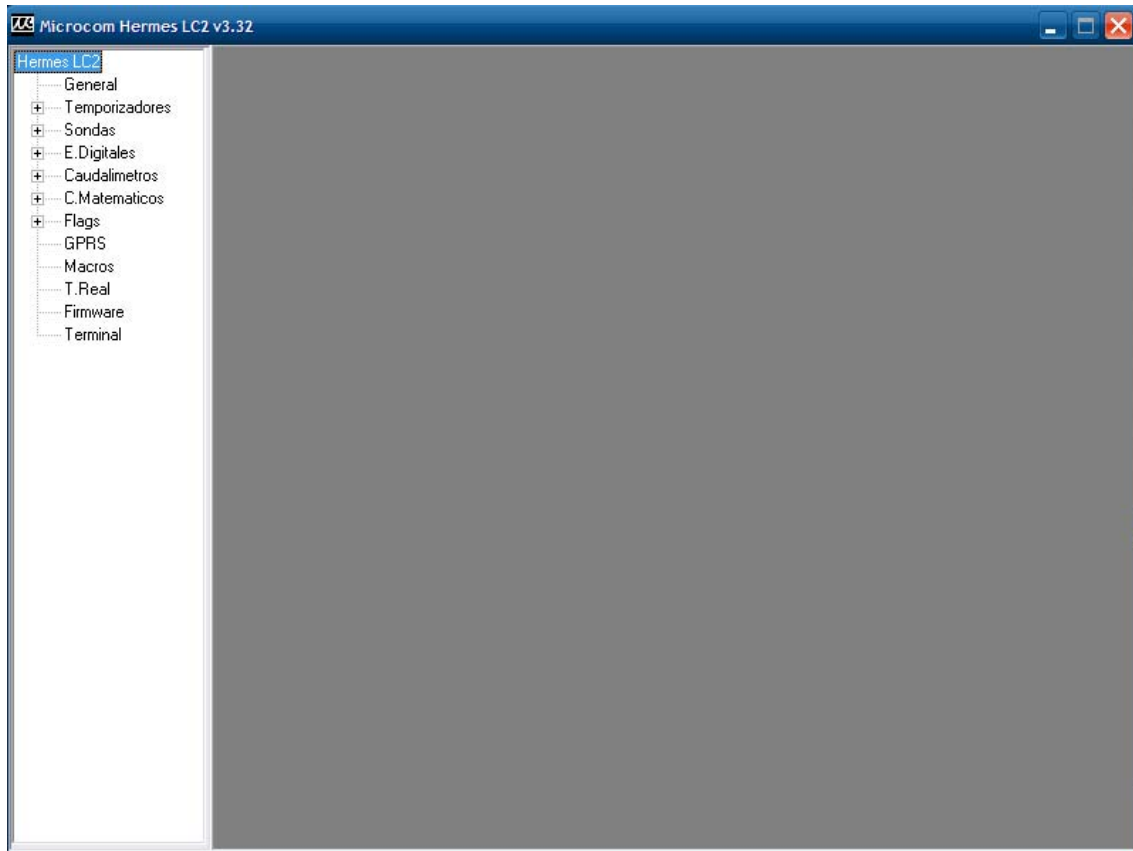 Microcom Hermes LC2 v3.32
Hermes LC2
General
Temporizadores
Sondas
E.Digitales
Caudalimetros
C.Matematicos
Flags
GPRS
Macros
T.Real
Firmware
Terminal